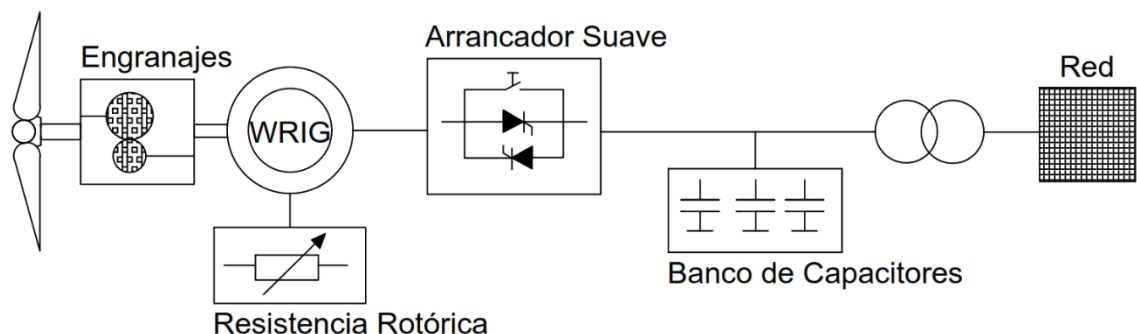 Engranajes
Arrancador Suave
Red
WRIG
Banco de Capacitores
Resistencia Rotórica